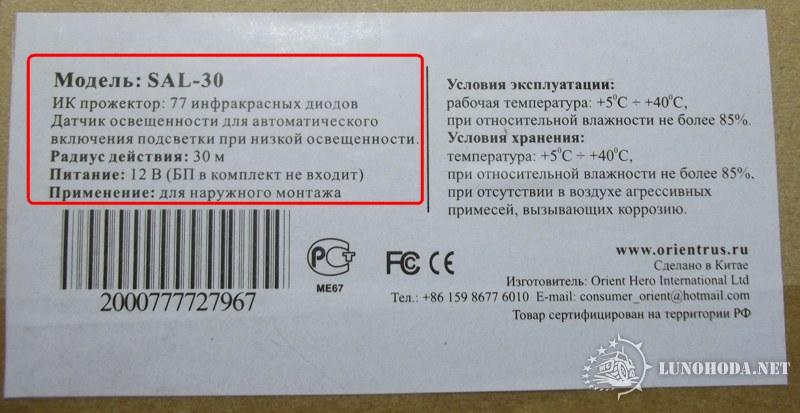 Модель: SAL-30
ИК прожектор: 77 инфракрасных диодов
Датчик освещенности для автоматического
включения подсветки при низкой освещенности.
Радиус действия: 30 м
Питание: 12 В (БП в комплект не входит)
Применение: для наружного монтажа
Условия эксплуатации:
рабочая температура: +5°С ÷ +40°С,
при относительной влажности не более 85%.
Условия хранения:
температура: +5°С ÷ +40°С,
при относительной влажности не более 85%,
при отсутствии в воздухе агрессивных
примесей, вызывающих коррозию.
2000777727967
РСТ
МЕ67
FC CE
www.orientrus.ru
Сделано в Китае
Изготовитель: Orient Hero International Ltd
Тел.: +86 159 8677 6010 E-mail: consumer_orient@hotmail.com
Товар сертифицирован на территории РФ
LUNOHODA.NET